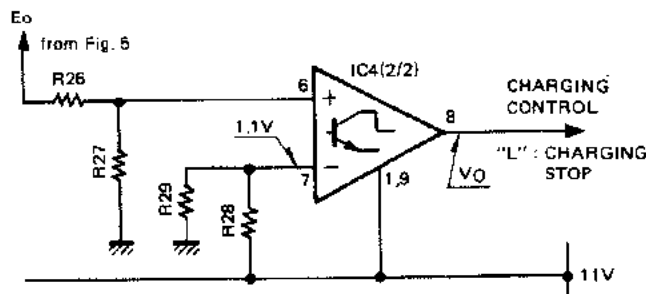 Eo
from Fig. 5
R26
IC4(2/2)
6
+
8
CHARGING
CONTROL
"L" : CHARGING
STOP
1.1V
R27
R29
R28
−
7
1,9
VO
11V